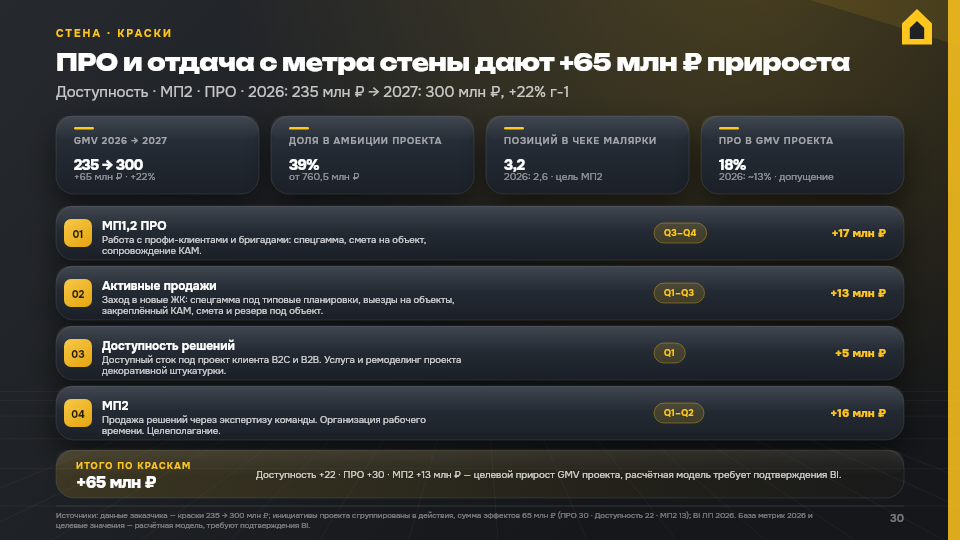 СТЕНА · КРАСКИ
ПРО и отдача с метра стены дают +65 млн ₽ прироста
Доступность · МП2 · ПРО · 2026: 235 млн ₽ → 2027: 300 млн ₽, +22% г-1
GMV 2026 → 2027
235 → 300
+65 млн ₽ · +22%
ДОЛЯ В АМБИЦИИ ПРОЕКТА
39%
от 760,5 млн ₽
ПОЗИЦИЙ В ЧЕКЕ МАЛЯРКИ
3,2
2026: 2,6 · цель МП2
ПРО В GMV ПРОЕКТА
18%
2026: ~13% · допущение
01
МП1,2 ПРО
Работа с профи-клиентами и бригадами: спецгамма, смета на объект,
сопровождение КАМ.
Q3–Q4
+17 млн ₽
02
Активные продажи
Заход в новые ЖК: спецгамма под типовые планировки, выезды на объекты,
закреплённый КАМ, смета и резерв под объект.
Q1–Q3
+13 млн ₽
03
Доступность решений
Доступный сток под проект клиента B2C и B2B. Услуга и ремоделинг проекта
декоративной штукатурки.
Q1
+5 млн ₽
04
МП2
Продажа решений через экспертизу команды. Организация рабочего
времени. Целеполагание.
Q1–Q2
+16 млн ₽
ИТОГО ПО КРАСКАМ
+65 млн ₽
Доступность +22 · ПРО +30 · МП2 +13 млн ₽ — целевой прирост GMV проекта, расчётная модель требует подтверждения BI.
Источники: данные заказчика — краски 235 → 300 млн ₽; инициативы проекта сгруппированы в действия, сумма эффектов 65 млн ₽ (ПРО 30 · Доступность 22 · МП2 13); BI ЛП 2026. База метрик 2026 и
целевые значения — расчётная модель, требуют подтверждения BI.
30